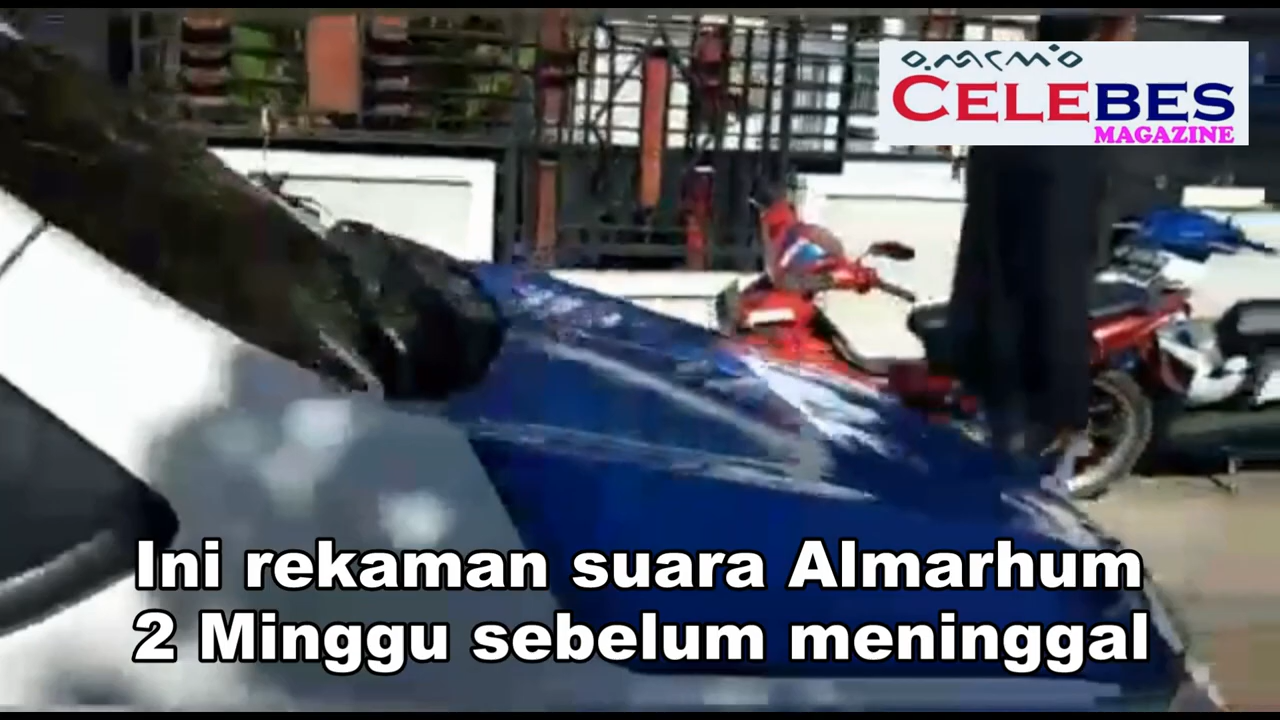 CELEBES
MAGAZINE
Ini rekaman suara Almarhum
2 Minggu sebelum meninggal